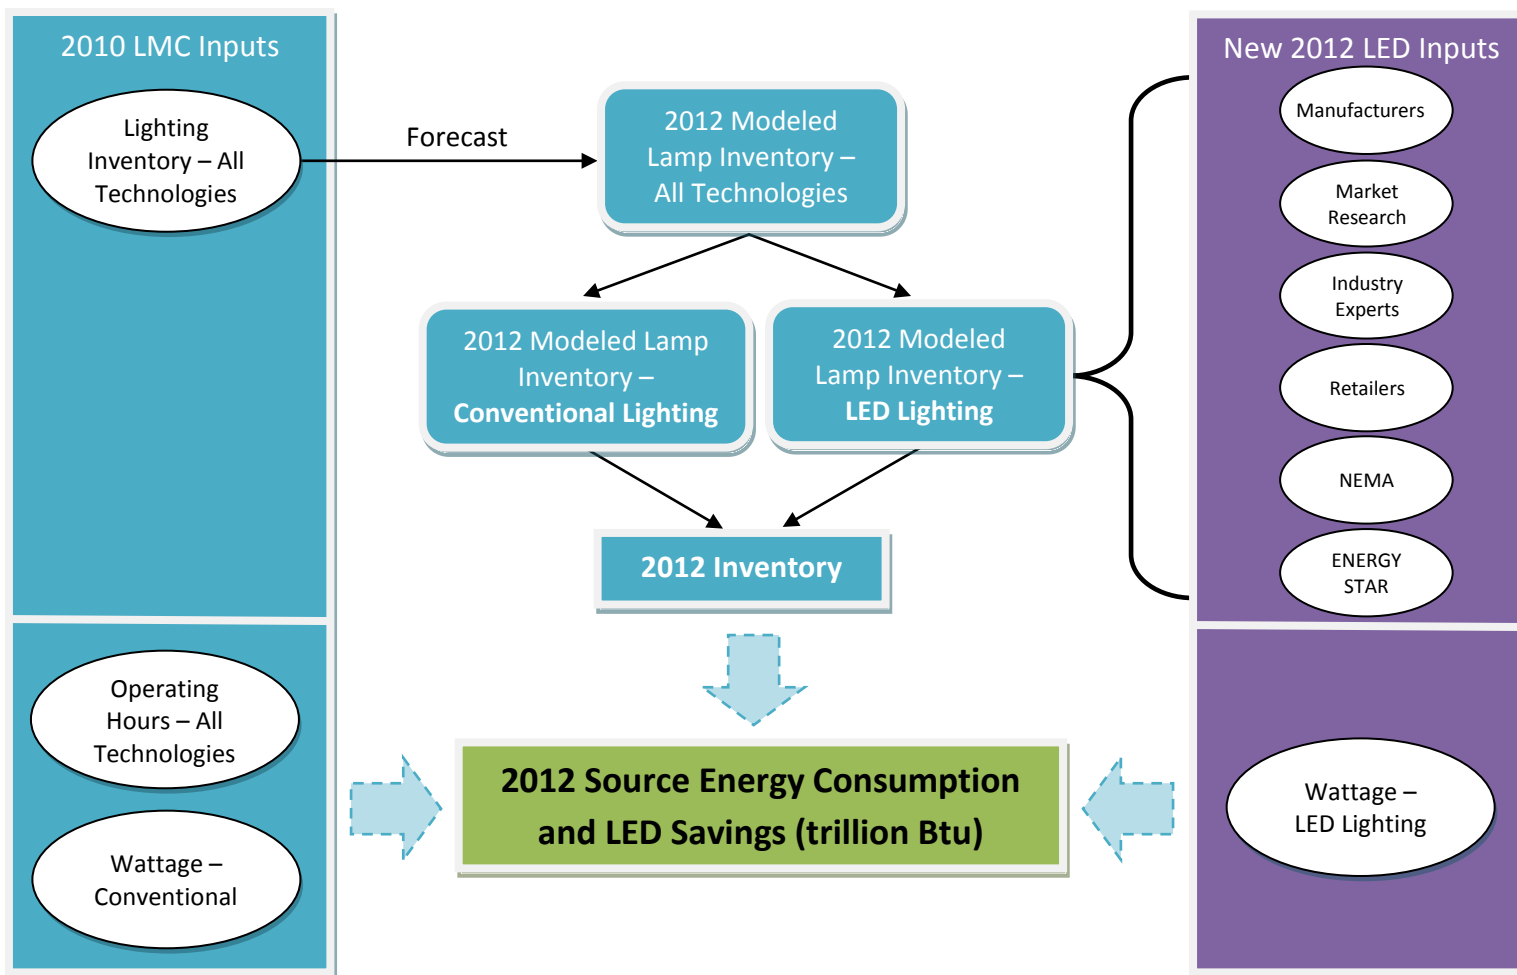 2010 LMC Inputs
Lighting
Inventory – All
Technologies
Operating
Hours – All
Technologies
Wattage –
Conventional
Forecast
2012 Modeled
Lamp Inventory –
All Technologies
2012 Modeled Lamp
Inventory –
Conventional Lighting
2012 Modeled
Lamp Inventory –
LED Lighting
2012 Inventory
2012 Source Energy Consumption
and LED Savings (trillion Btu)
New 2012 LED Inputs
Manufacturers
Market
Research
Industry
Experts
Retailers
NEMA
ENERGY
STAR
Wattage –
LED Lighting